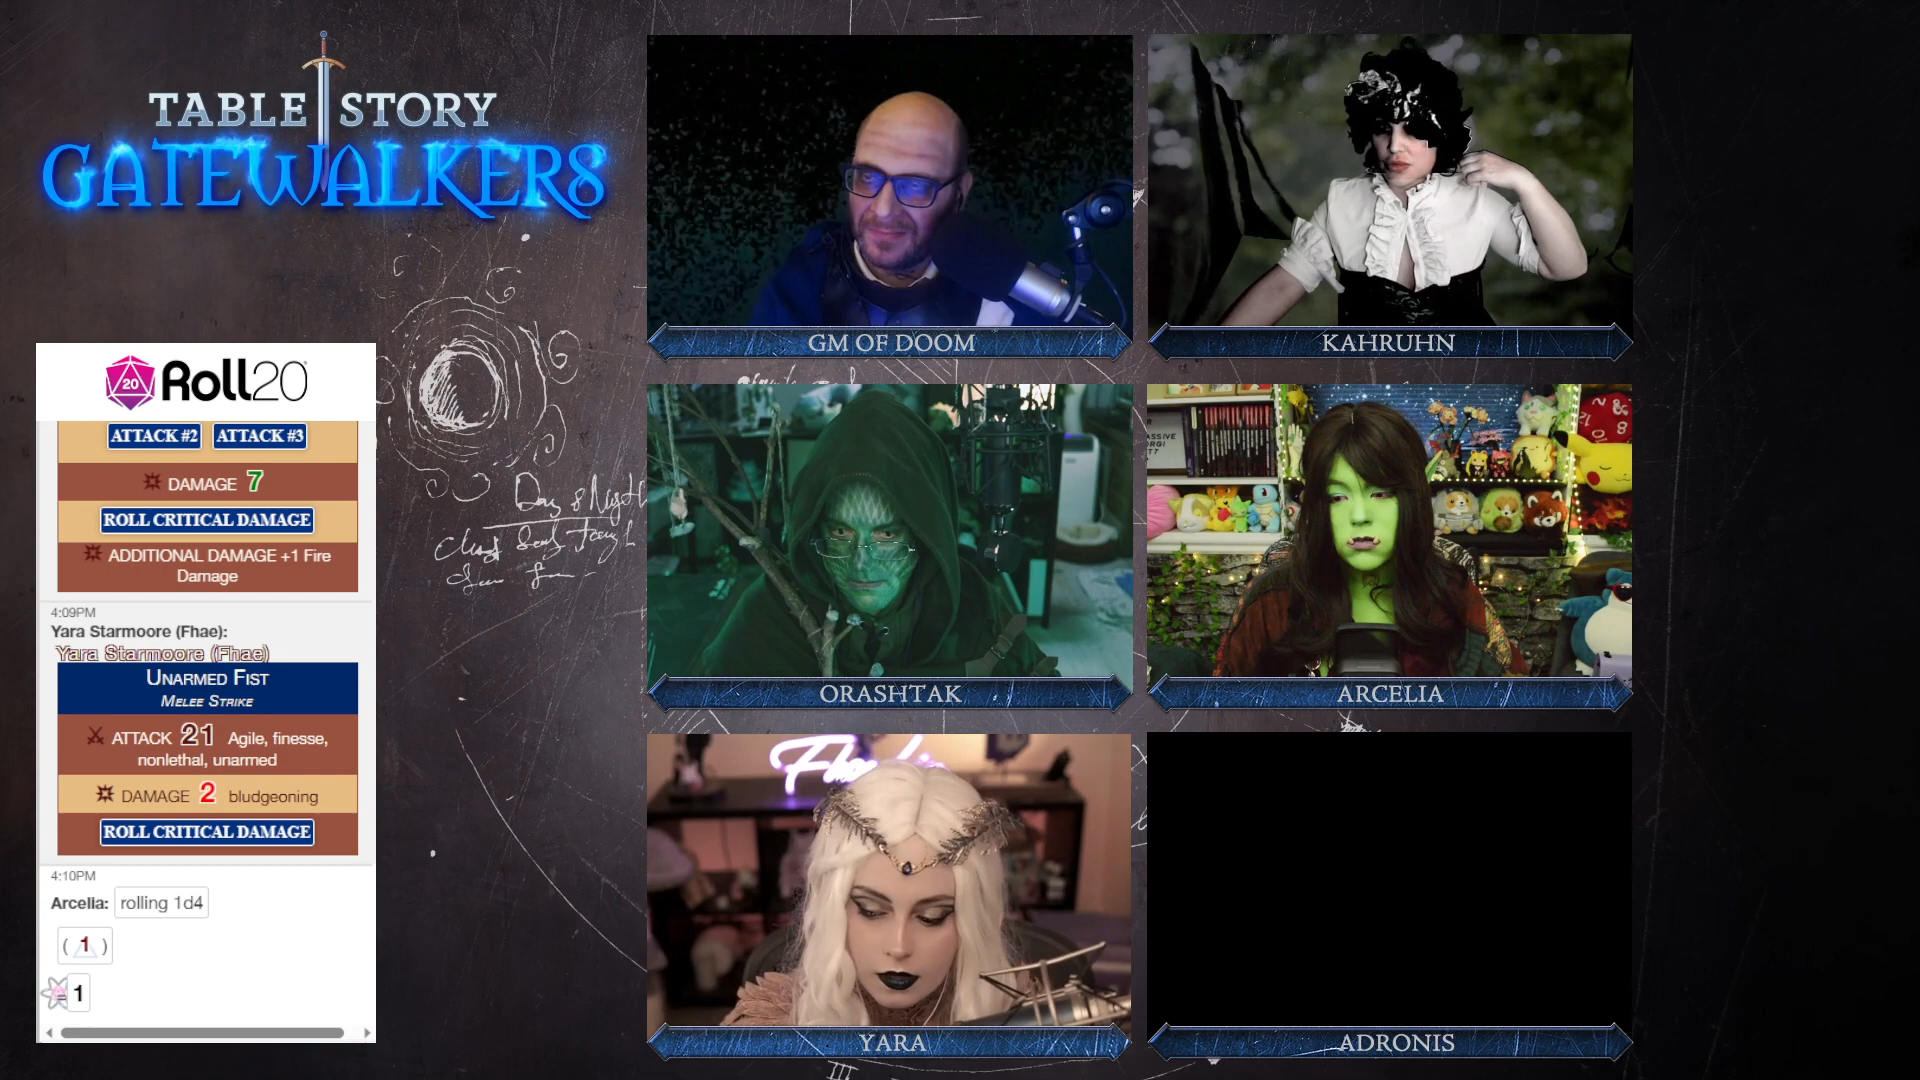 TABLE STORY
GATEWALKERS
Roll20
ATTACK #2 ATTACK #3
DAMAGE 7
ROLL CRITICAL DAMAGE
ADDITIONAL DAMAGE +1 Fire
Damage
4:09PM
Yara Starmoore (Fhae):
Yara Starmoore (Fhae)
UNARMED FIST
MELEE STRIKE
ATTACK 21 Agile, finesse,
nonlethal, unarmed
DAMAGE 2 bludgeoning
ROLL CRITICAL DAMAGE
4:10PM
Arcelia: rolling 1d4
(1)
1
Day & Night
GM OF DOOM
KAHRUHN
ORASHTAK
ARCELIA
YARA
ADRONIS
III